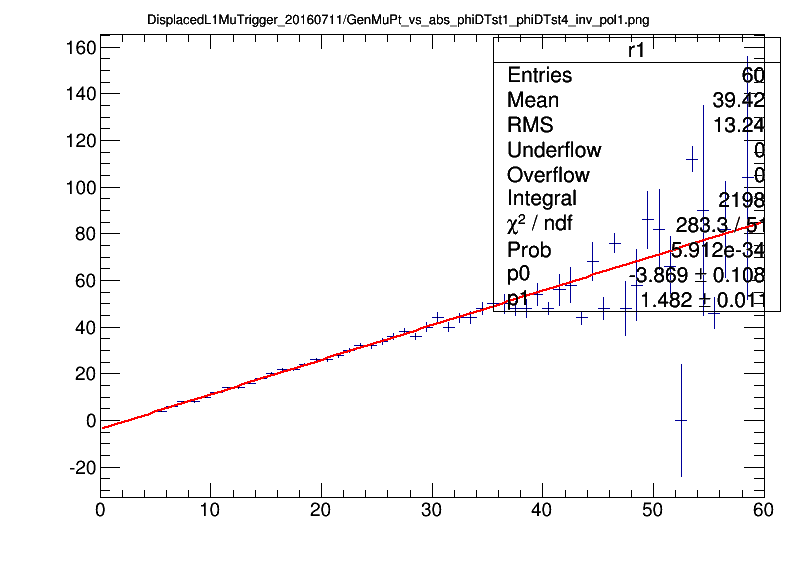 DisplacedL1MuTrigger_20160711/GenMuPt_vs_abs_phiDTst1_phiDTst4_inv_pol1.png
r1
Entries 60
Mean 39.42
RMS 13.24
Underflow 0
Overflow 0
Integral 2198
χ² / ndf 283.3 / 51
Prob 5.912e-34
p0 -3.869 ± 0.108
p1 1.482 ± 0.011
160
140
120
100
80
60
40
20
0
-20
0 10 20 30 40 50 60